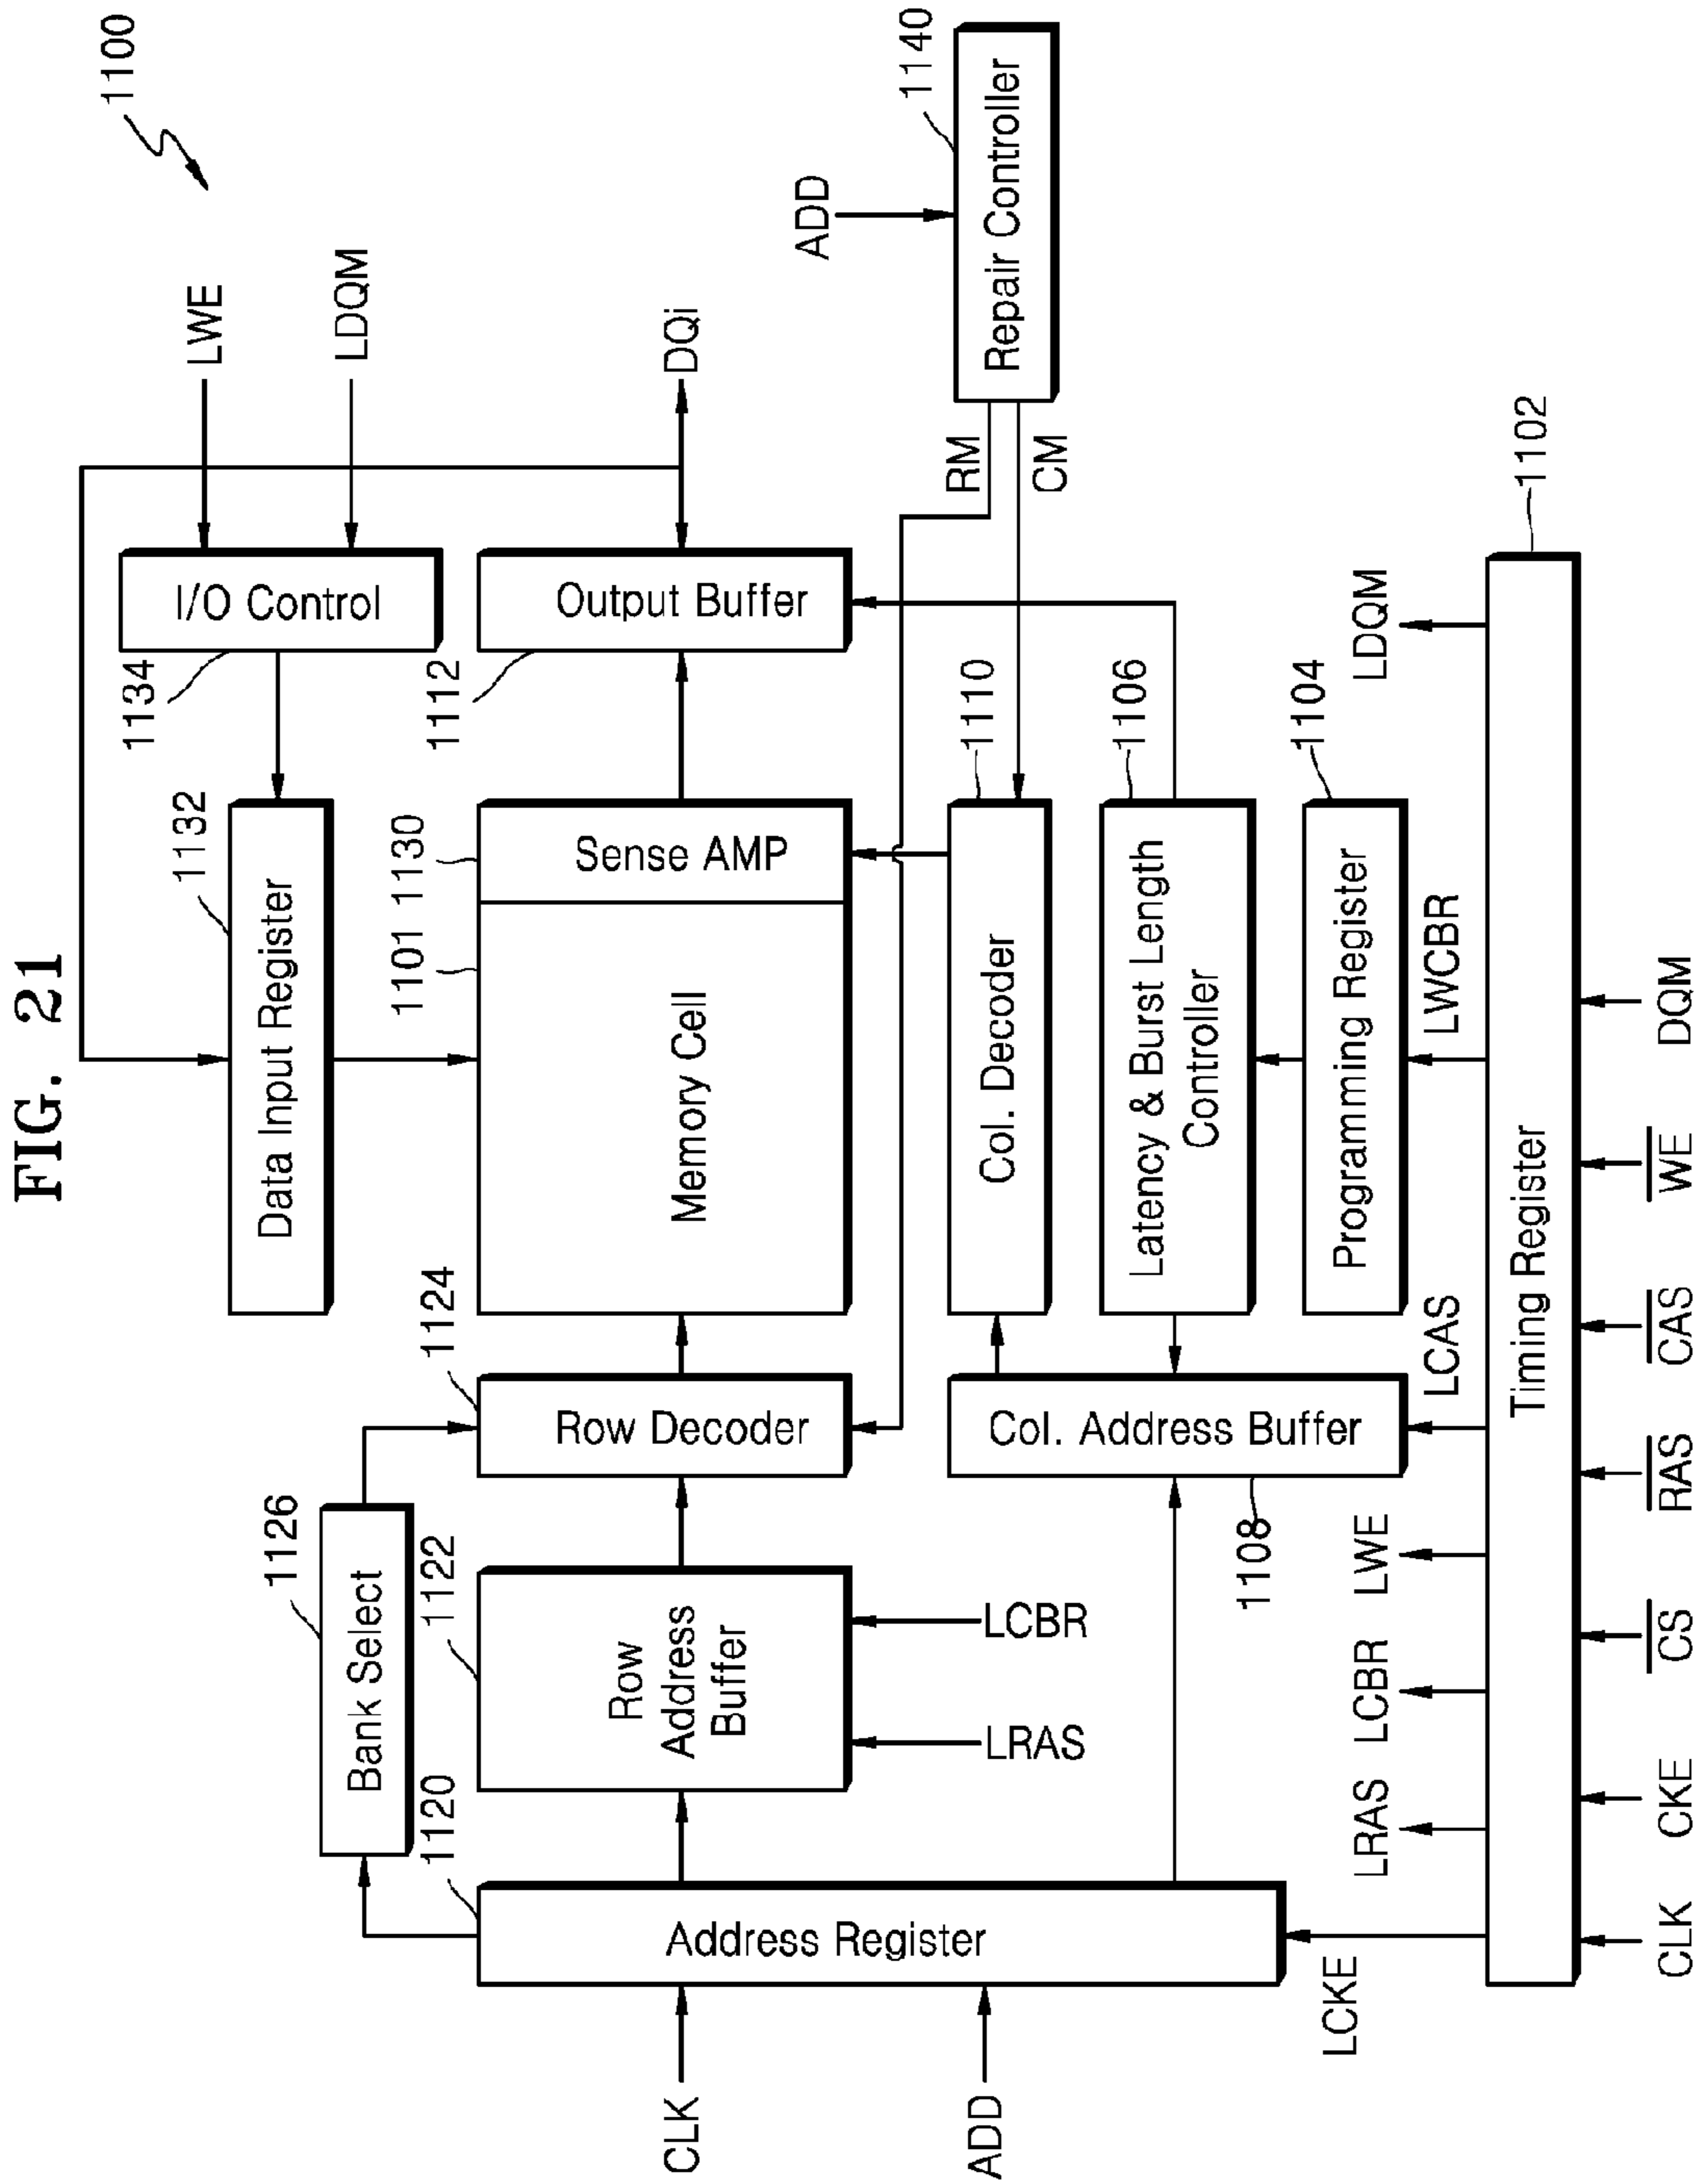 FIG. 21
1100
LWE
LDQM
I/O Control
1134
Data Input Register
1132
Bank Select
1126
Address Register
1120
Row
Address
Buffer
1122
Row Decoder
1124
Memory Cell
1101
Sense AMP
1130
Output Buffer
1112
DQi
CLK
ADD
LRAS
LCBR
ADD
Repair Controller
1140
RM
CM
Col. Decoder
1110
Col. Address Buffer
1108
Latency & Burst Length
Controller
1106
Programming Register
1104
LCKE
LRAS
LCBR
LWE
LCAS
LWCBR
LDQM
Timing Register
1102
CLK
CKE
CS
RAS
CAS
WE
DQM